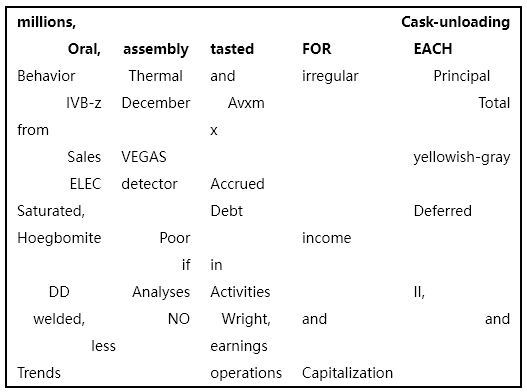 millions, Cask-unloading
Oral, assembly tasted FOR EACH
Behavior Thermal and irregular Principal
IVB-z December Avxm Total
from x
Sales VEGAS yellowish-gray
ELEC detector Accrued
Saturated, Debt Deferred
Hoegbomite Poor income
if in
DD Analyses Activities II,
welded, NO Wright, and and
less earnings
Trends operations Capitalization